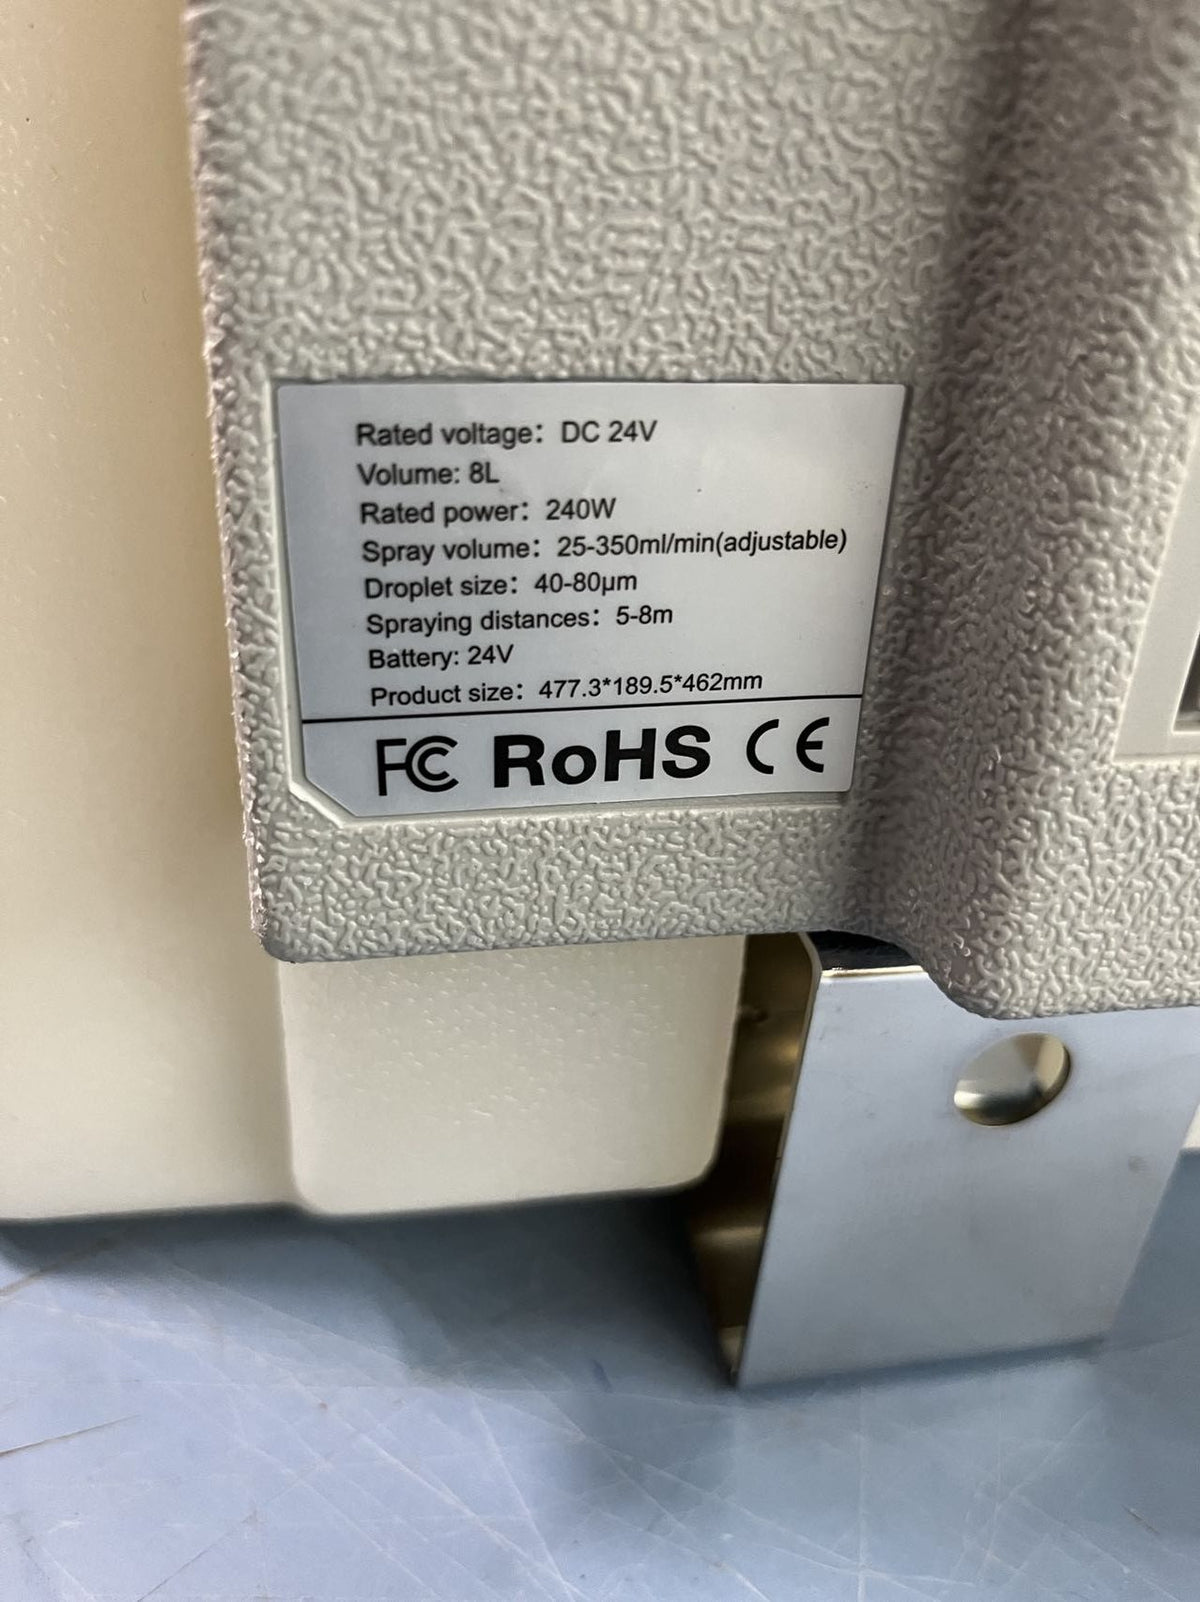 Rated voltage：DC 24V
Volume: 8L
Rated power：240W
Spray volume：25-350ml/min(adjustable)
Droplet size：40-80μm
Spraying distances：5-8m
Battery: 24V
Product size：477.3*189.5*462mm
FC RoHS CE